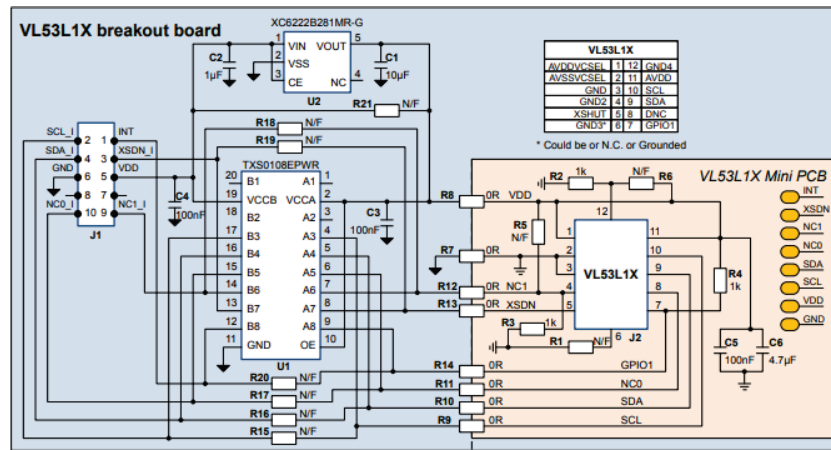 VL53L1X breakout board
XC6222B281MR-G
1 VIN VOUT 5
2 VSS
3 CE NC 4
U2
C2
1µF
C1
10µF
R21 N/F
VL53L1X
AVDDVCSEL 1 12 GND4
AVSSVCSEL 2 11 AVDD
GND 3 10 SCL
GND2 4 9 SDA
XSHUT 5 8 DNC
GND3* 6 7 GPIO1
* Could be or N.C. or Grounded
R18 N/F
R19 N/F
SCL_I 2 1 INT
SDA_I 4 3 XSDN_I
GND 6 5 VDD
8 7
NC0_I 10 9 NC1_I
J1
C4
100nF
TXS0108EPWR
20 B1 A1 1
19 VCCB VCCA 2
18 B2 A2 3
17 B3 A3 4
16 B4 A4 5
15 B5 A5 6
14 B6 A6 7
13 B7 A7 8
12 B8 A8 9
11 GND OE 10
U1
C3
100nF
R20 N/F
R17 N/F
R16 N/F
R15 N/F
R8 0R VDD
R7 0R
R12 0R NC1
R13 0R XSDN
R14 0R GPIO1
R11 0R NC0
R10 0R SDA
R9 0R SCL
VL53L1X Mini PCB
R2 1k
N/F R6
R5
N/F
12
1 11
2 10
3 VL53L1X 9
4 8
5 7
6 J2
R3 1k
R1 N/F
R4
1k
C5
100nF
C6
4.7µF
INT
XSDN
NC1
NC0
SDA
SCL
VDD
GND